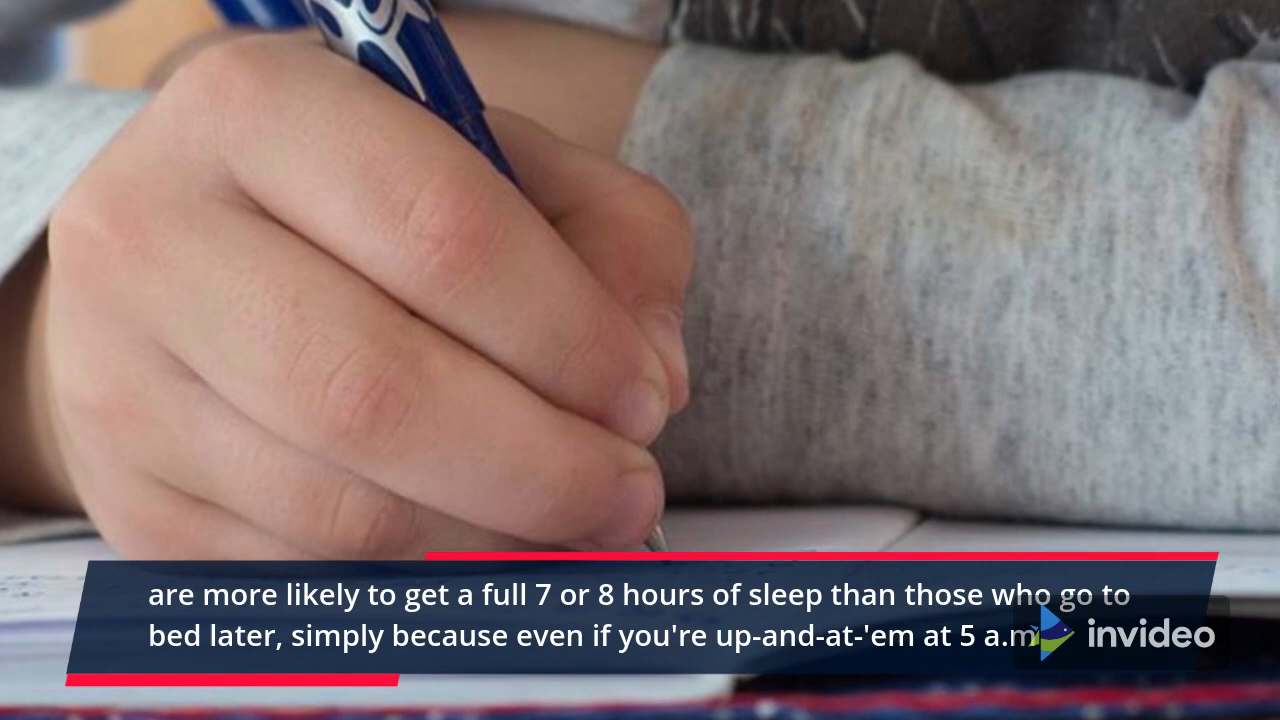 are more likely to get a full 7 or 8 hours of sleep than those who go to
bed later, simply because even if you're up-and-at-'em at 5 a.m
invideo